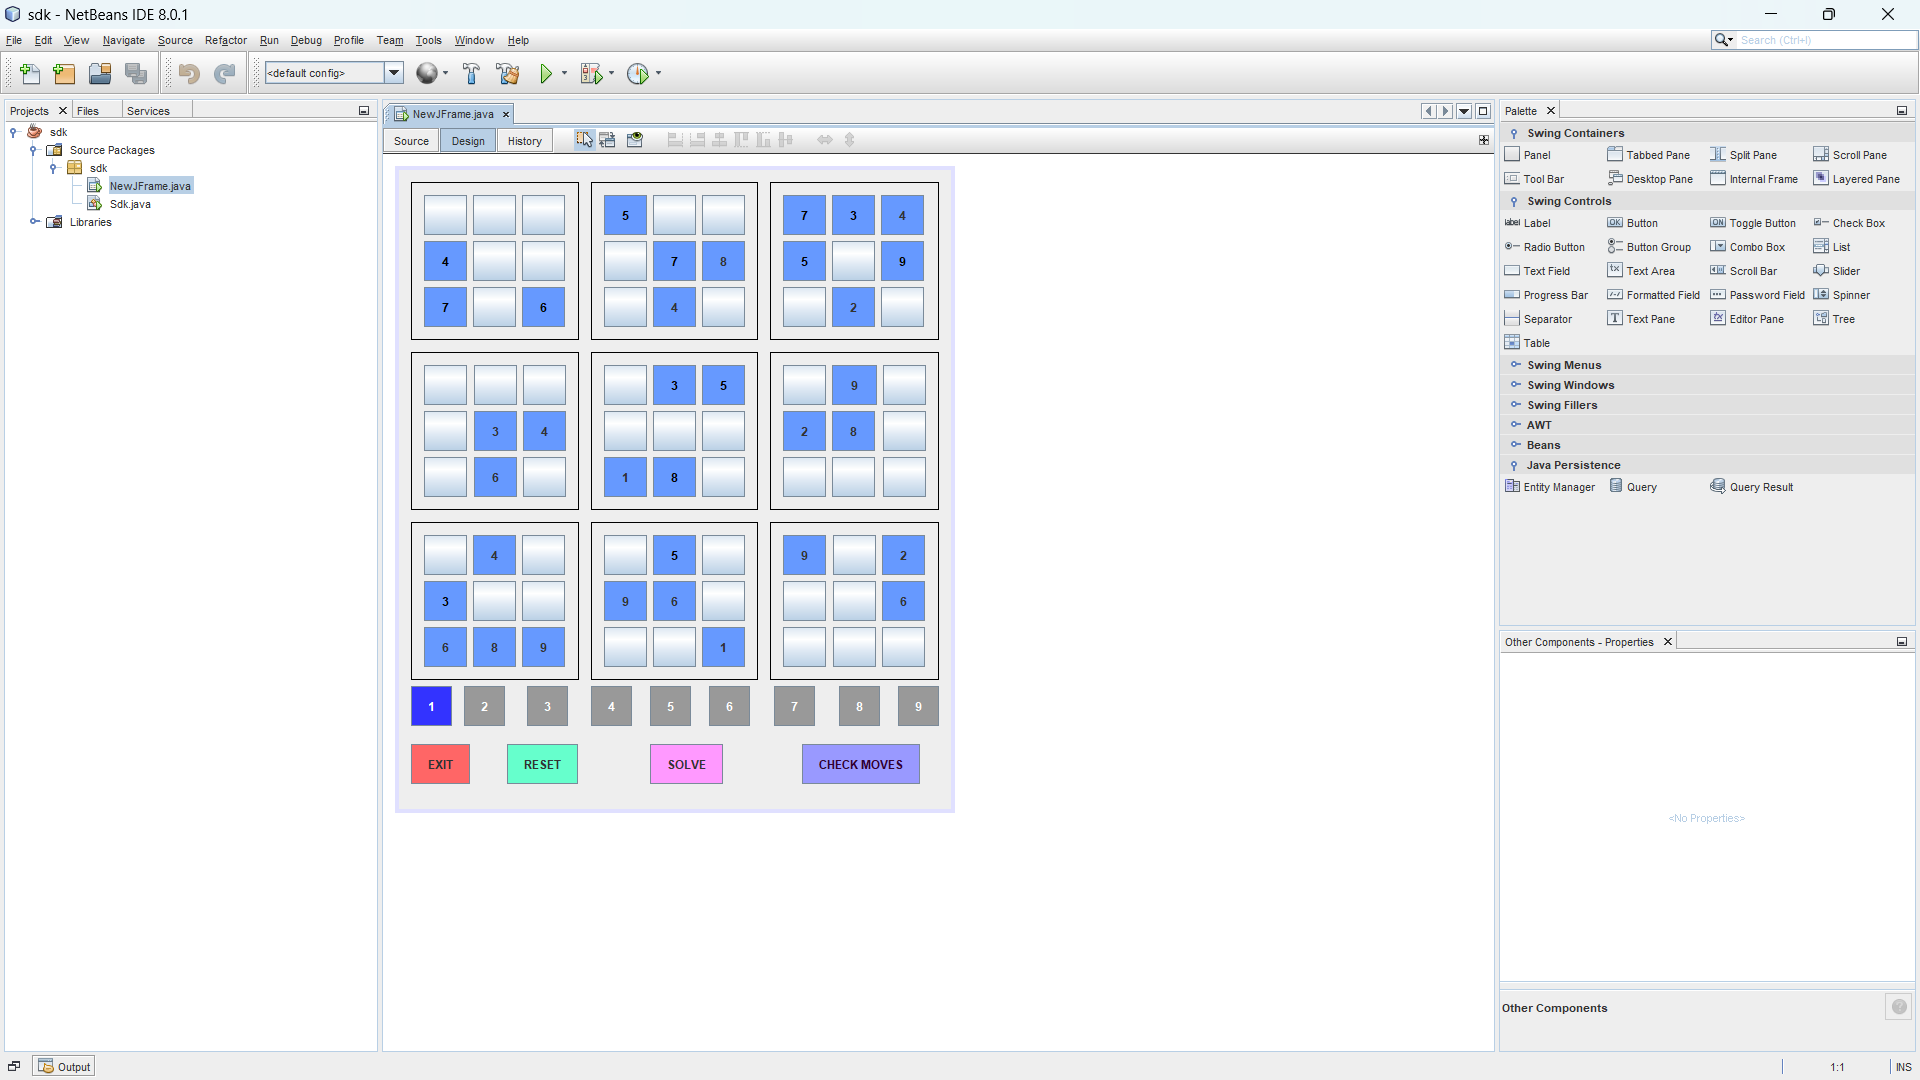 sdk - NetBeans IDE 8.0.1
File Edit View Navigate Source Refactor Run Debug Profile Team Tools Window Help
Search (Ctrl+I)
<default config>
Projects Files Services
sdk
Source Packages
sdk
NewJFrame.java
Sdk.java
Libraries
NewJFrame.java
Source Design History
5 7 3 4
4 7 8 5 9
7 6 4 2
3 5 9
3 4 2 8
6 1 8
4 5 9 2
3 9 6 6
6 8 9 1
1 2 3 4 5 6 7 8 9
EXIT RESET SOLVE CHECK MOVES
Palette
Swing Containers
Panel Tabbed Pane Split Pane Scroll Pane
Tool Bar Desktop Pane Internal Frame Layered Pane
Swing Controls
Label Button Toggle Button Check Box
Radio Button Button Group Combo Box List
Text Field Text Area Scroll Bar Slider
Progress Bar Formatted Field Password Field Spinner
Separator Text Pane Editor Pane Tree
Table
Swing Menus
Swing Windows
Swing Fillers
AWT
Beans
Java Persistence
Entity Manager Query Query Result
Other Components - Properties
<No Properties>
Other Components
Output
1:1 INS